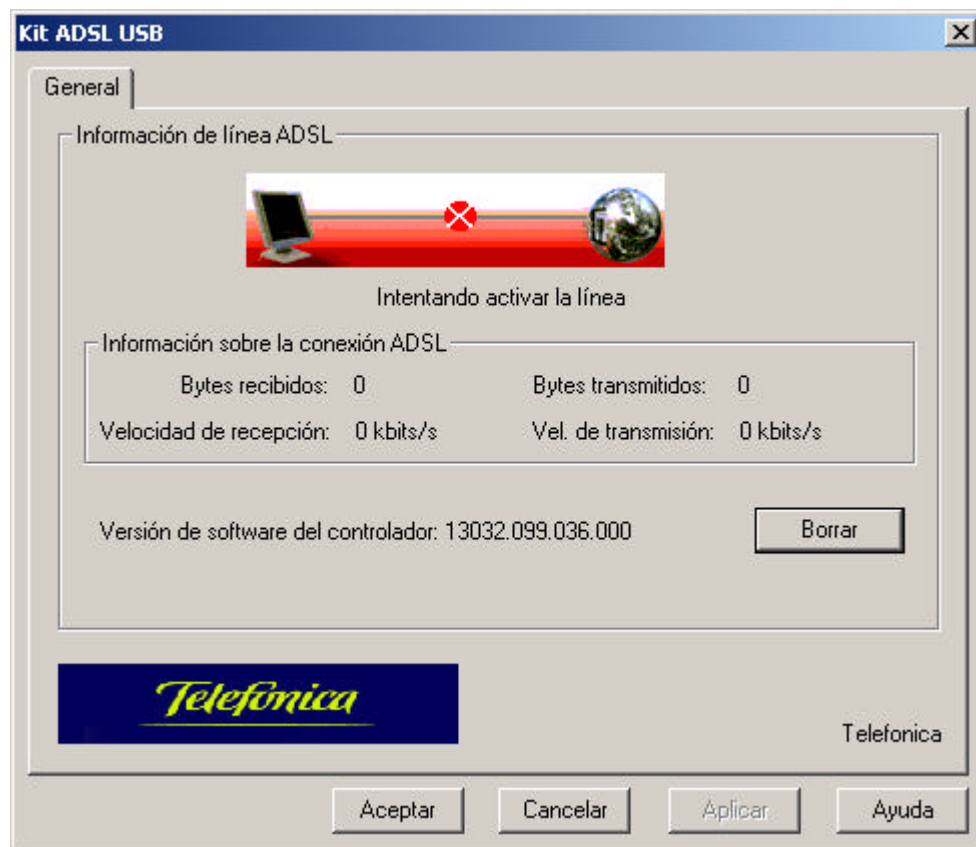 Kit ADSL USB
General
Información de línea ADSL
Intentando activar la línea
Información sobre la conexión ADSL
Bytes recibidos: 0 Bytes transmitidos: 0
Velocidad de recepción: 0 kbits/s Vel. de transmisión: 0 kbits/s
Versión de software del controlador: 13032.099.036.000 Borrar
Telefónica
Telefonica
Aceptar Cancelar Aplicar Ayuda